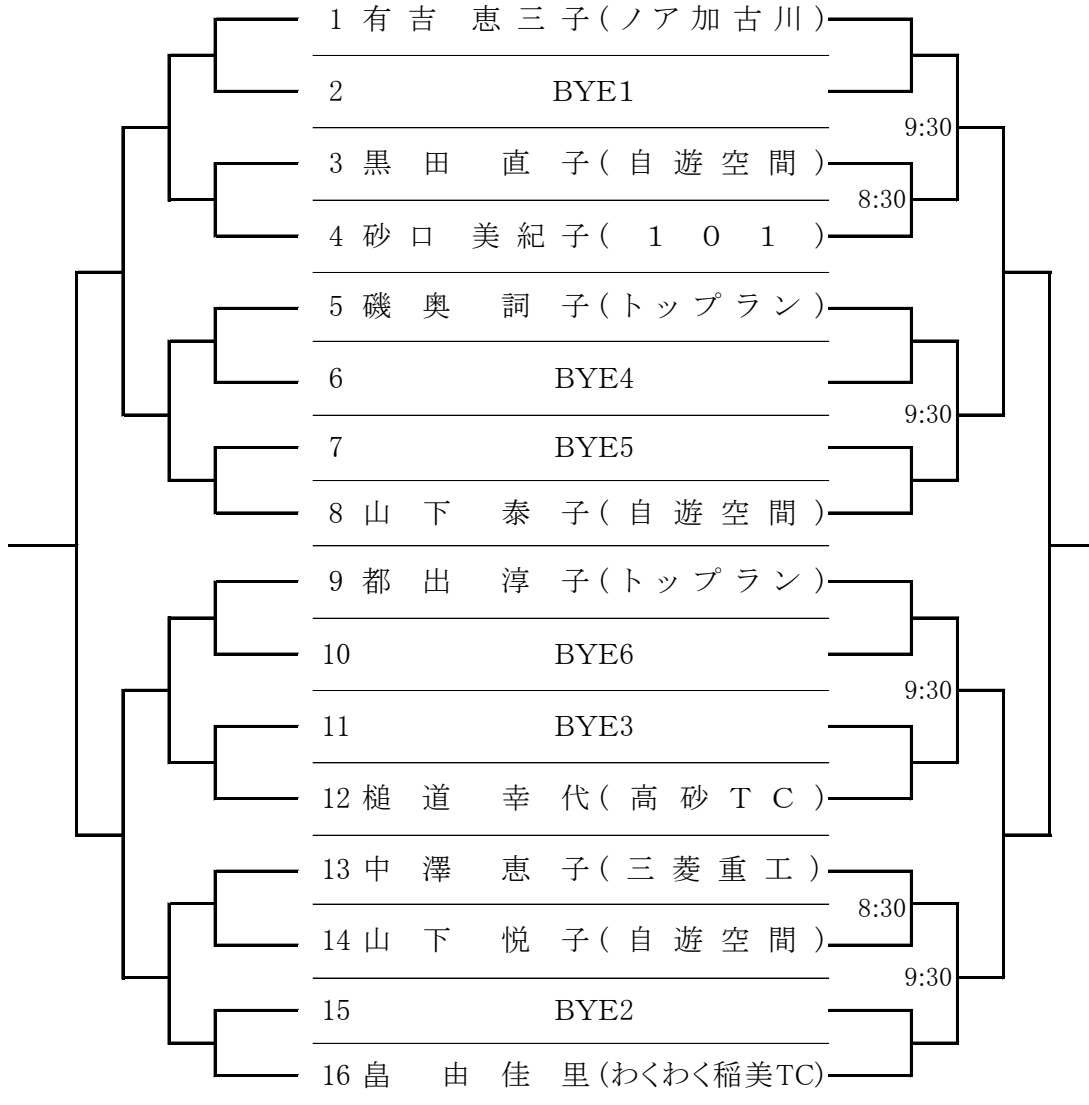 1 有吉 恵三子(ノア加古川)
2 BYE1
9:30
3 黒田 直子(自遊空間)
8:30
4 砂口 美紀子(１０１)
5 磯奥 詞子(トップラン)
6 BYE4
9:30
7 BYE5
8 山下 泰子(自遊空間)
9 都出 淳子(トップラン)
10 BYE6
9:30
11 BYE3
12 槌道 幸代(高砂ＴＣ)
13 中澤 恵子(三菱重工)
8:30
14 山下 悦子(自遊空間)
9:30
15 BYE2
16 畠 由佳里(わくわく稲美TC)